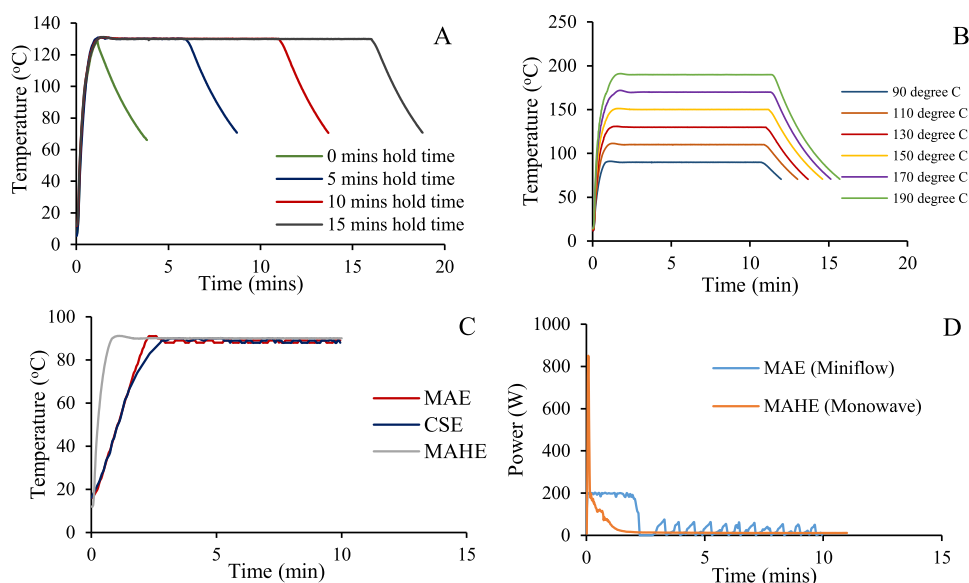 A
Temperature (°C)
140
120
100
80
60
40
20
0
0 mins hold time
5 mins hold time
10 mins hold time
15 mins hold time
0
5
10
15
20
Time (mins)
B
Temperature (°C)
250
200
150
100
50
0
90 degree C
110 degree C
130 degree C
150 degree C
170 degree C
190 degree C
0
5
10
15
20
Time (min)
C
Temperature (°C)
100
80
60
40
20
0
MAE
CSE
MAHE
0
5
10
15
Time (min)
D
Power (W)
1000
800
600
400
200
0
MAE (Miniflow)
MAHE (Monowave)
0
5
10
15
Time (mins)